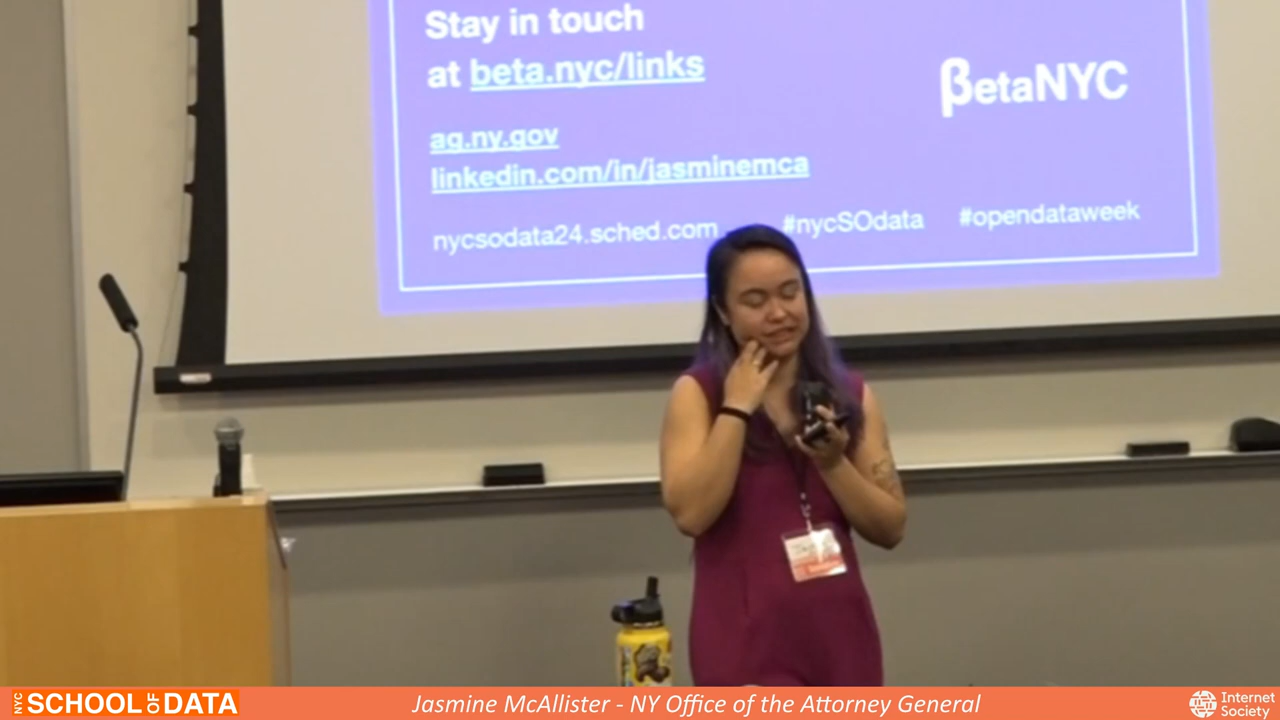 Stay in touch
at beta.nyc/links
βetaNYC
ag.ny.gov
linkedin.com/in/jasminemca
nycsodata24.sched.com #nycSOdata #opendataweek
NYC SCHOOL OF DATA
Jasmine McAllister - NY Office of the Attorney General
Internet
Society